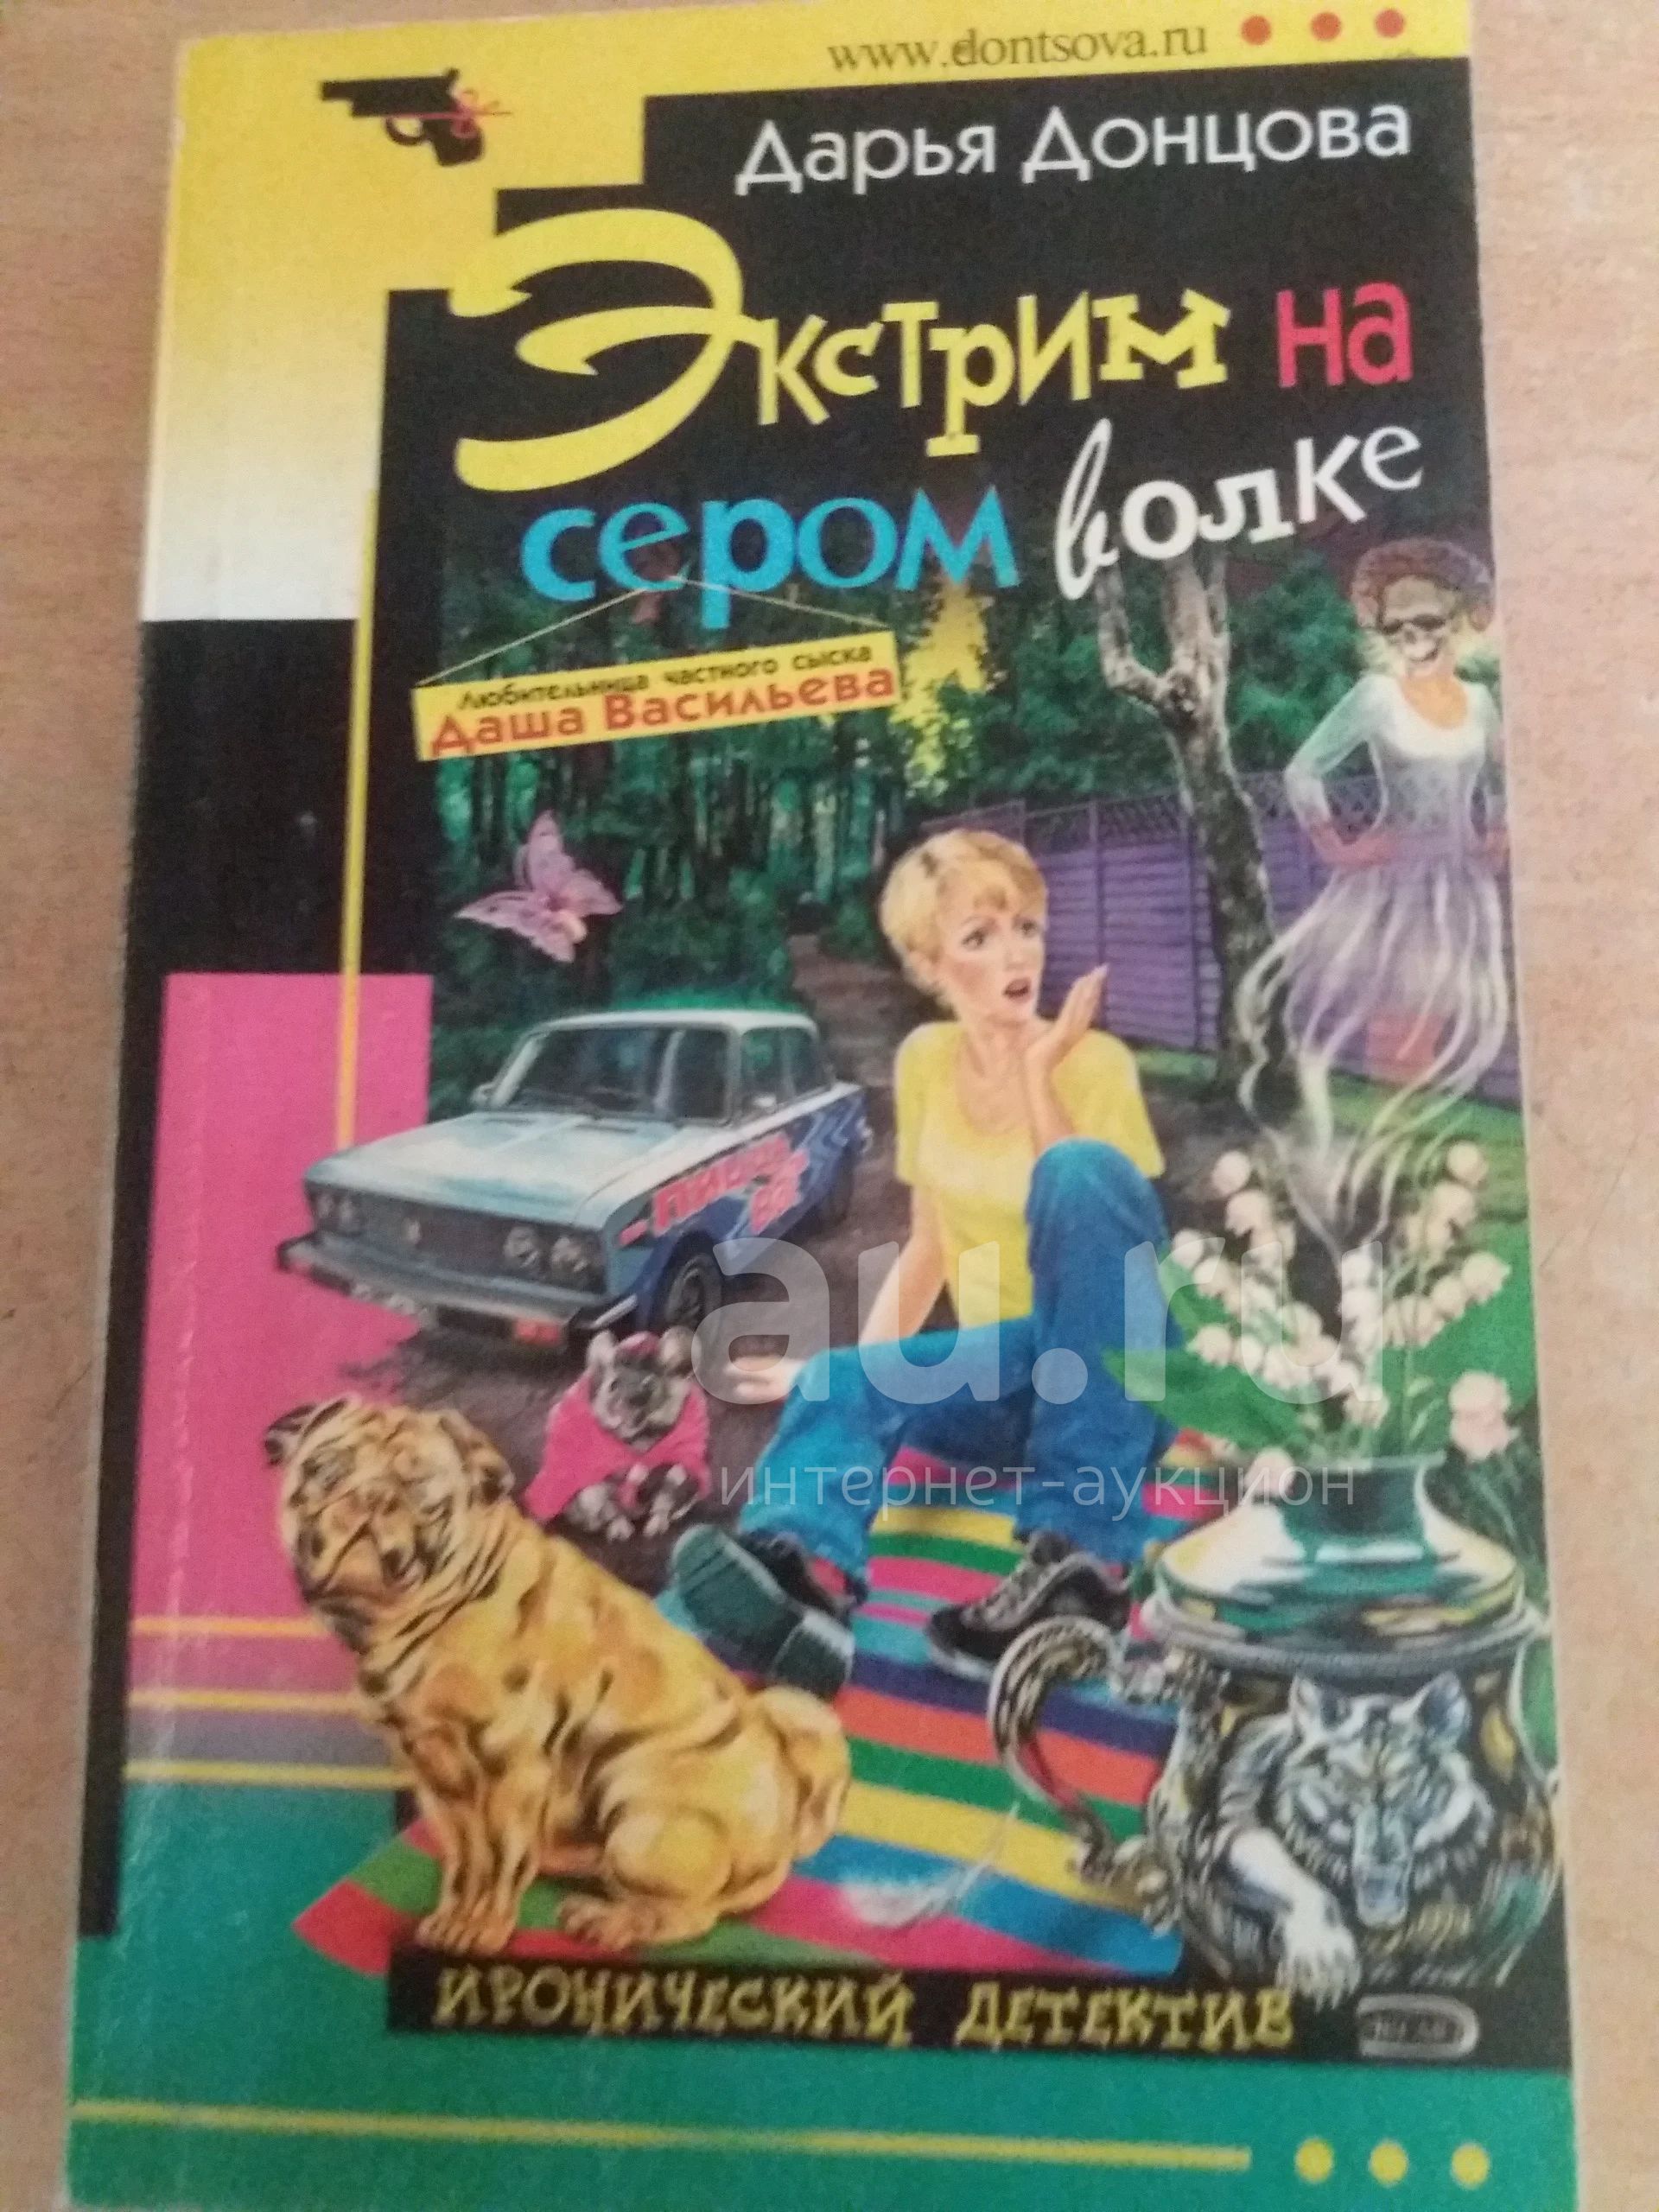 www.dontsova.ru
Дарья Донцова
Экстрим на
сером волке
Любительница частного сыска
Даша Васильева
au.ru
интернет-аукцион
ИРОНИЧЕСКИЙ ДЕТЕКТИВ